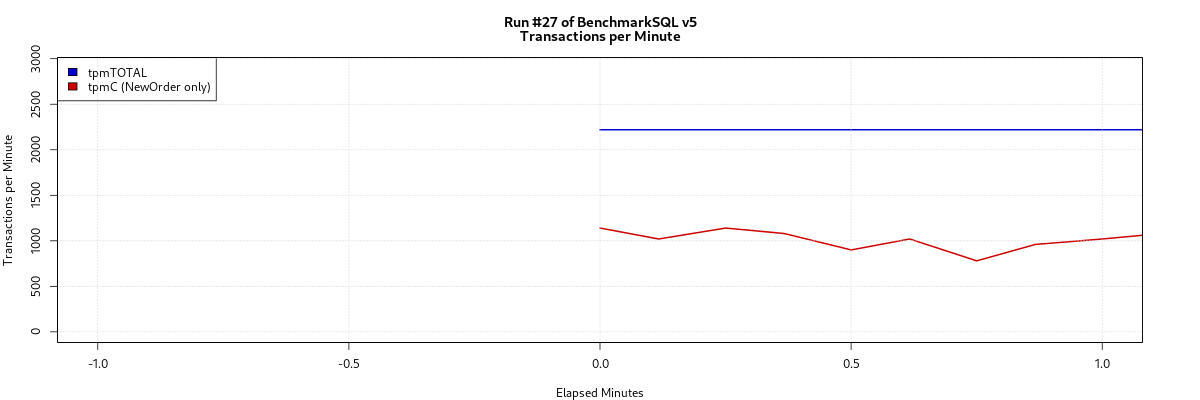 Run #27 of BenchmarkSQL v5
Transactions per Minute
tpmTOTAL
tpmC (NewOrder only)
Transactions per Minute
3000
2500
2000
1500
1000
500
0
-1.0
-0.5
0.0
0.5
1.0
Elapsed Minutes